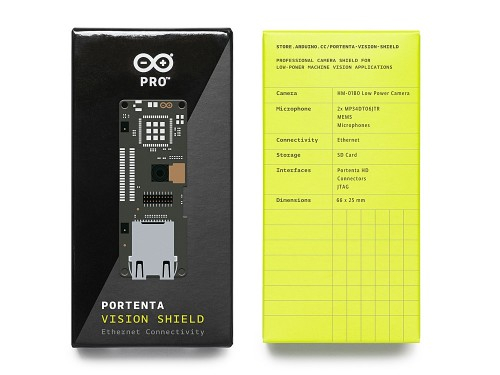 PRO™
PORTENTA
VISION SHIELD
Ethernet Connectivity
STORE.ARDUINO.CC/PORTENTA-VISION-SHIELD
PROFESSIONAL CAMERA SHIELD FOR
LOW-POWER MACHINE VISION APPLICATIONS
Camera HM-01B0 Low Power Camera
Microphone 2x MP34DT06JTR
MEMS
Microphones
Connectivity Ethernet
Storage SD Card
Interfaces Portenta HD
Connectors
JTAG
Dimensions 66 x 25 mm